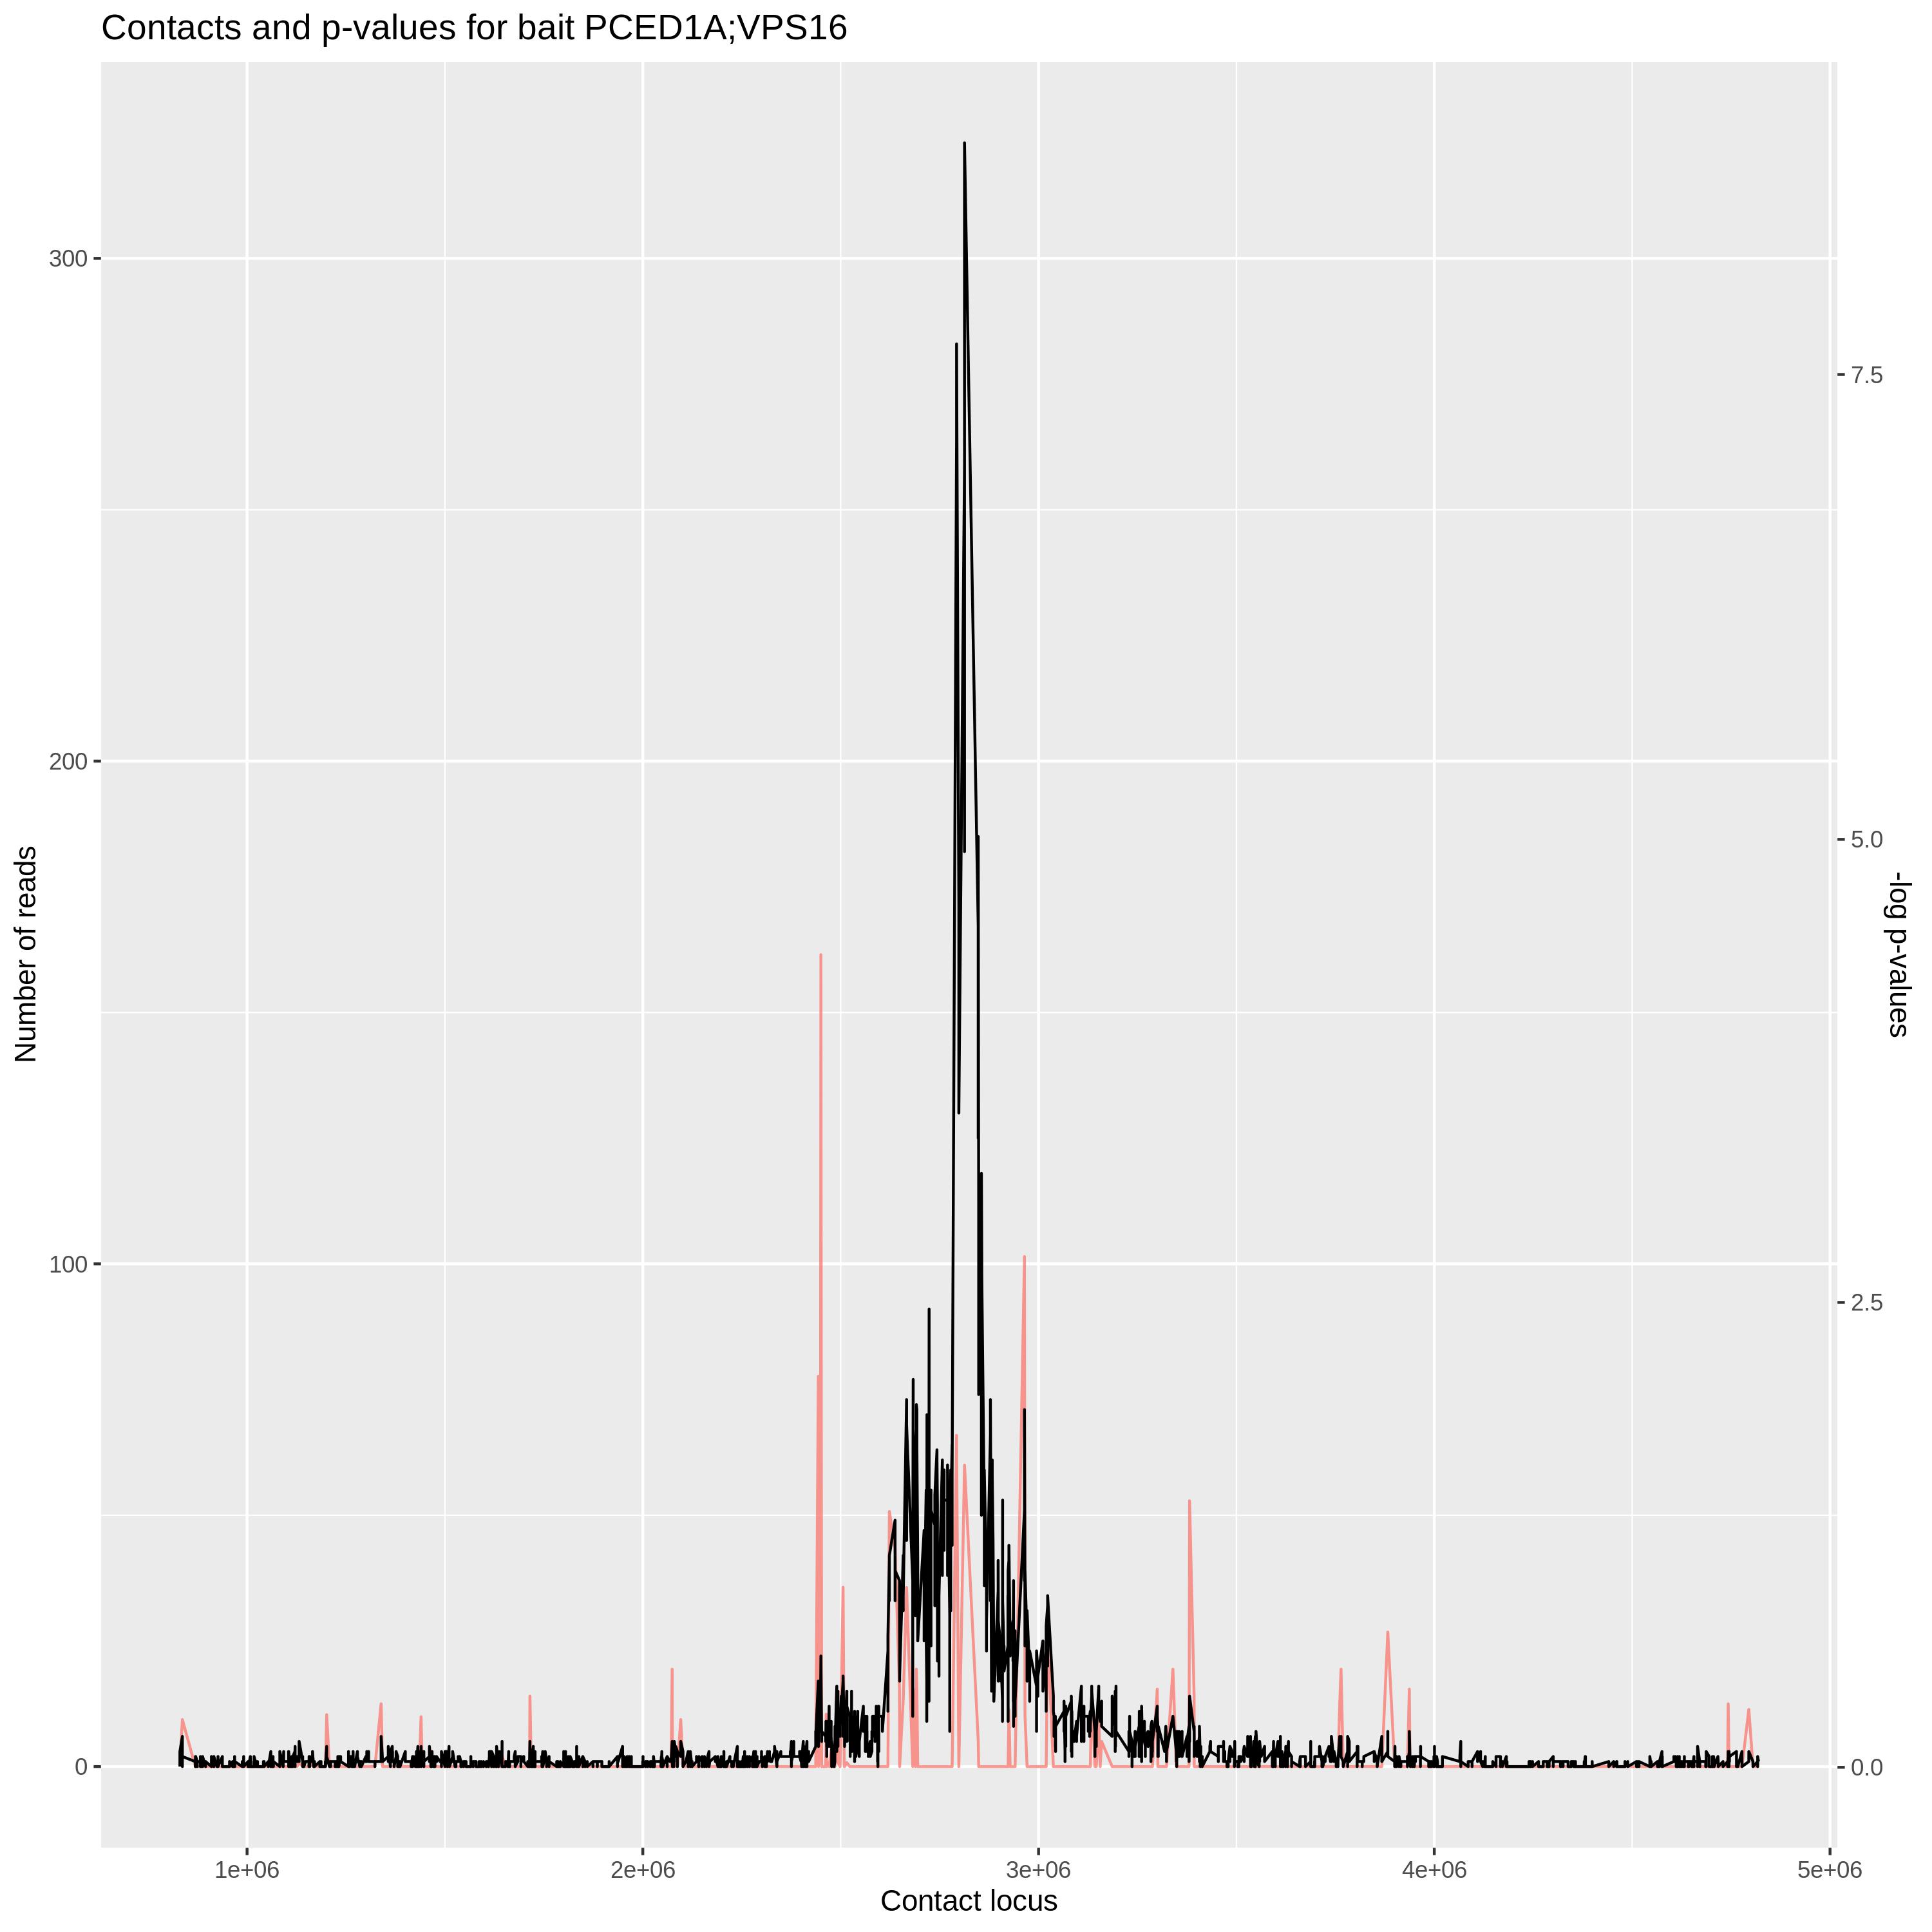 Contacts and p-values for bait PCED1A;VPS16
300
200
100
0
Number of reads
7.5
5.0
2.5
0.0
-log p-values
1e+06
2e+06
3e+06
4e+06
5e+06
Contact locus